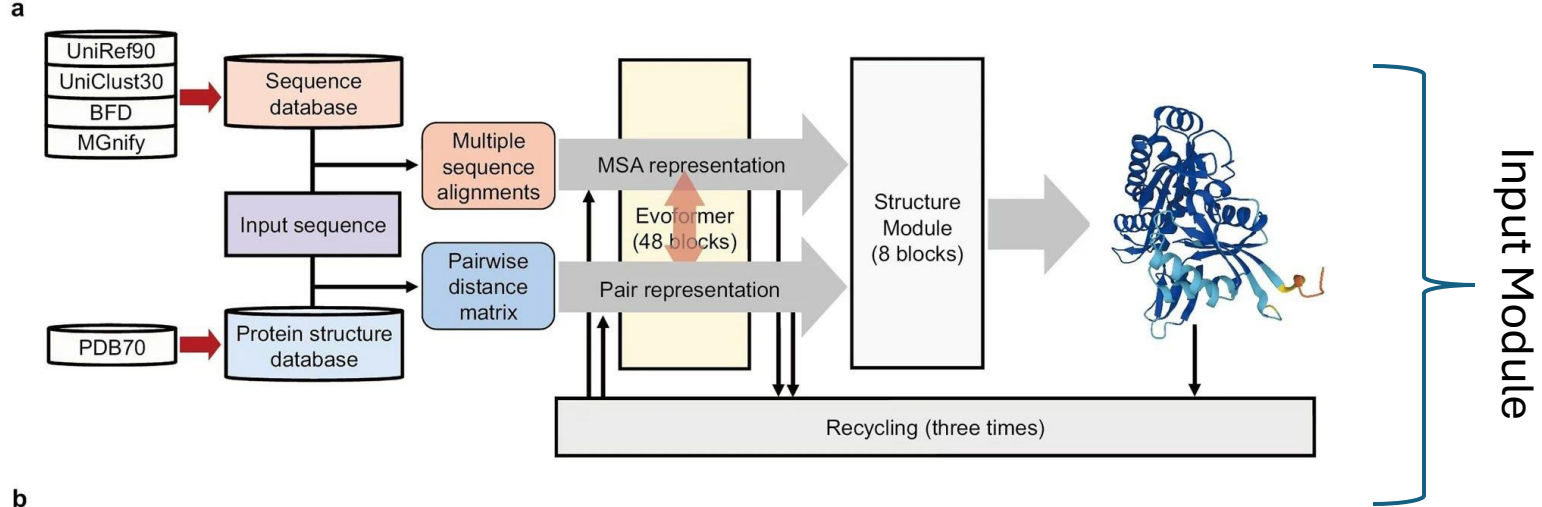 a
UniRef90
UniClust30
BFD
MGnify
Sequence
database
Input sequence
PDB70
Protein structure
database
Multiple
sequence
alignments
Pairwise
distance
matrix
MSA representation
Evoformer
(48 blocks)
Pair representation
Structure
Module
(8 blocks)
Recycling (three times)
Input Module
b